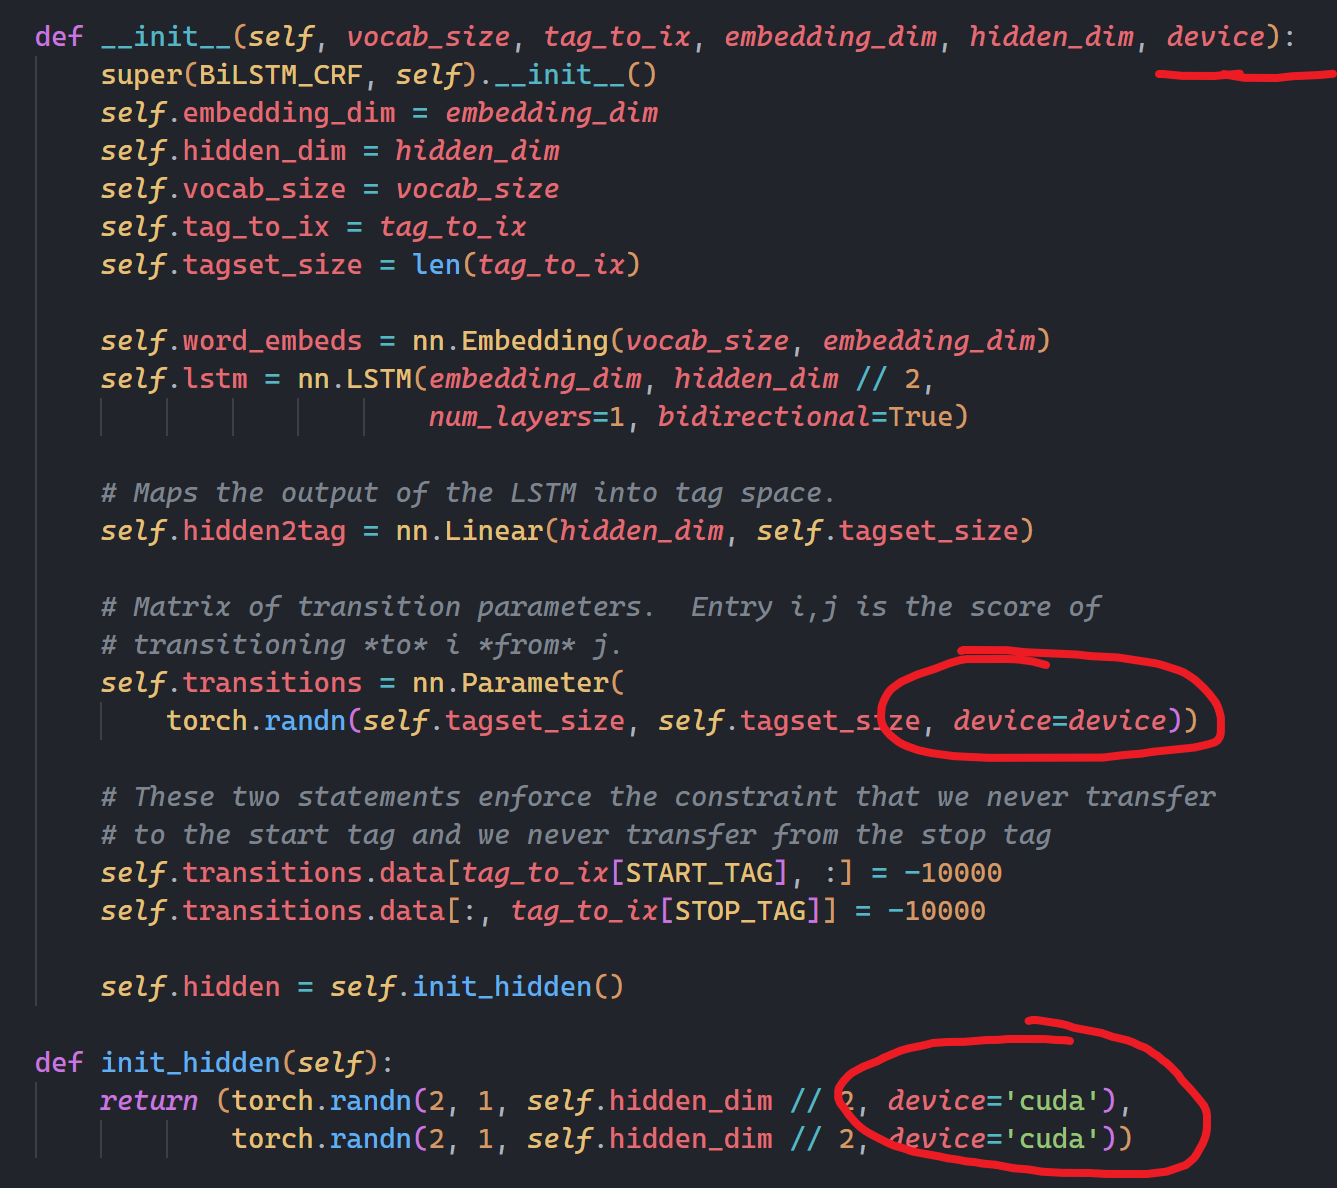 def __init__(self, vocab_size, tag_to_ix, embedding_dim, hidden_dim, device):
    super(BiLSTM_CRF, self).__init__()
    self.embedding_dim = embedding_dim
    self.hidden_dim = hidden_dim
    self.vocab_size = vocab_size
    self.tag_to_ix = tag_to_ix
    self.tagset_size = len(tag_to_ix)

    self.word_embeds = nn.Embedding(vocab_size, embedding_dim)
    self.lstm = nn.LSTM(embedding_dim, hidden_dim // 2,
                        num_layers=1, bidirectional=True)

    # Maps the output of the LSTM into tag space.
    self.hidden2tag = nn.Linear(hidden_dim, self.tagset_size)

    # Matrix of transition parameters.  Entry i,j is the score of
    # transitioning *to* i *from* j.
    self.transitions = nn.Parameter(
        torch.randn(self.tagset_size, self.tagset_size, device=device))

    # These two statements enforce the constraint that we never transfer
    # to the start tag and we never transfer from the stop tag
    self.transitions.data[tag_to_ix[START_TAG], :] = -10000
    self.transitions.data[:, tag_to_ix[STOP_TAG]] = -10000

    self.hidden = self.init_hidden()

def init_hidden(self):
    return (torch.randn(2, 1, self.hidden_dim // 2, device='cuda'),
            torch.randn(2, 1, self.hidden_dim // 2, device='cuda'))